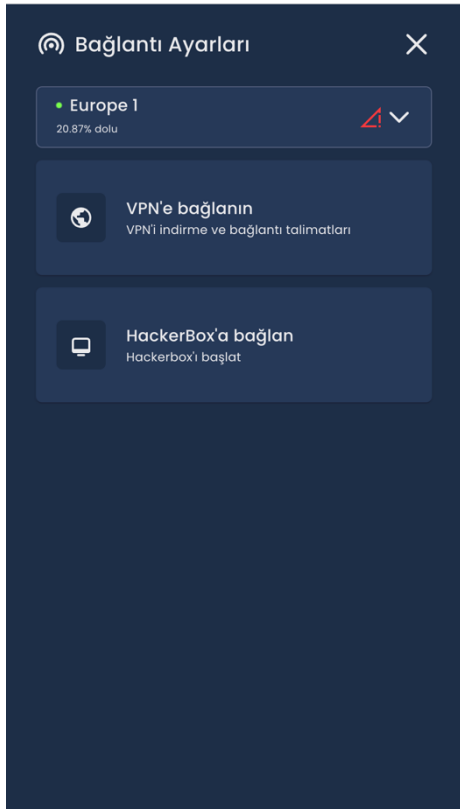 Bağlantı Ayarları
Europe 1
20.87% dolu
VPN'e bağlanın
VPN'i indirme ve bağlantı talimatları
HackerBox'a bağlan
Hackerbox'ı başlat